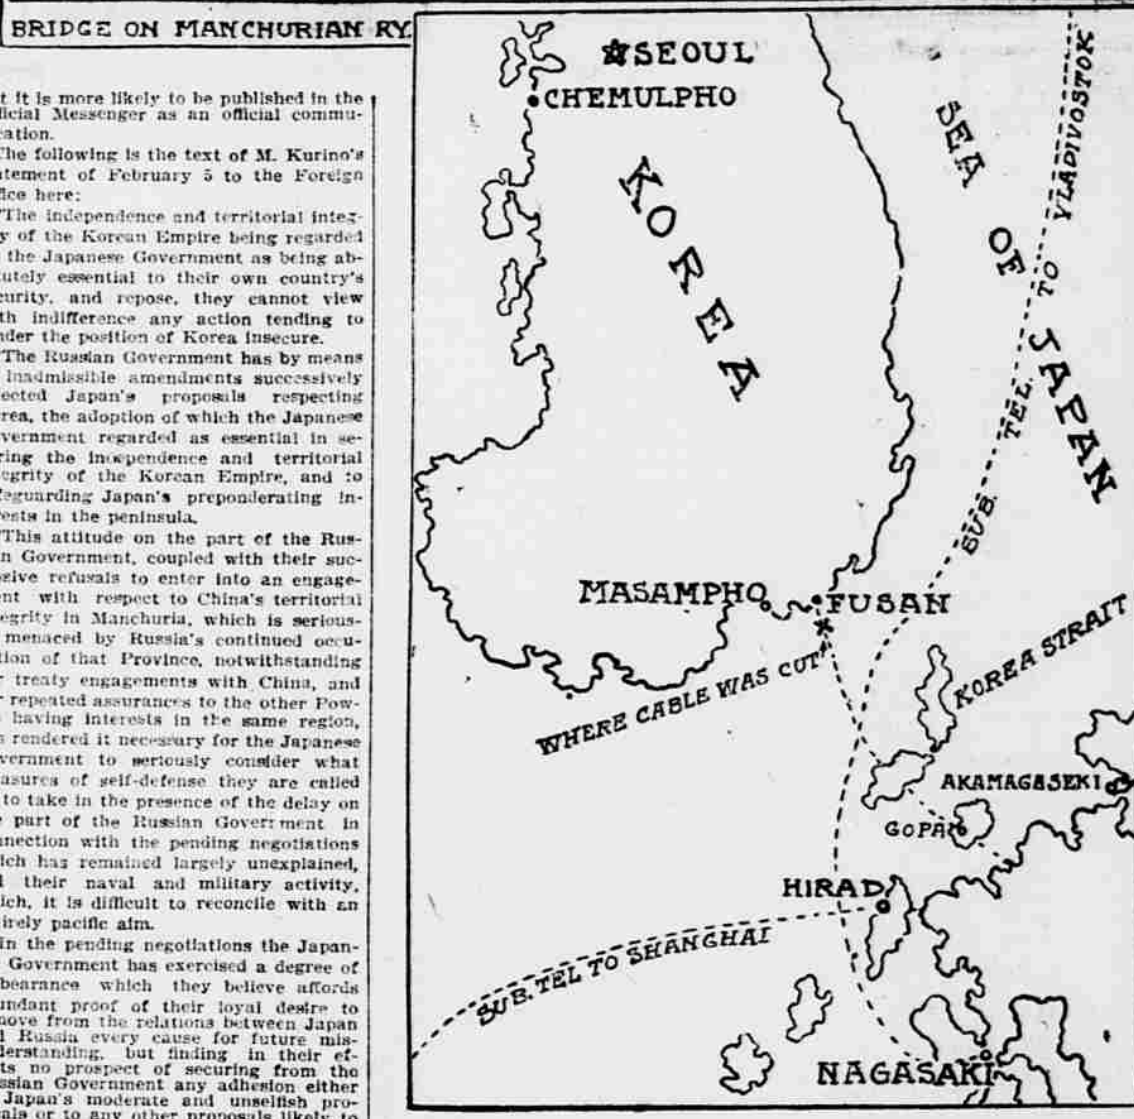 BRIDGE ON MANCHURIAN RY.
t it is more likely to be published in the
ficial Messenger as an official commu-
cation.
The following is the text of M. Kurino's
atement of February 5 to the Foreign
fice here:
"The independence and territorial integ-
y of the Korean Empire being regarded
the Japanese Government as being ab-
utely essential to their own country's
curity, and repose, they cannot view
th indifference any action tending to
nder the position of Korea insecure.
"The Russian Government has by means
inadmissible amendments successively
ected Japan's proposals respecting
rea, the adoption of which the Japanese
vernment regarded as essential in se-
ring the independence and territorial
egrity of the Korean Empire, and to
feguarding Japan's preponderating in-
rests in the peninsula.
"This attitude on the part of the Rus-
n Government, coupled with their suc-
ssive refusals to enter into an engage-
ent with respect to China's territorial
egrity in Manchuria, which is serious-
menaced by Russia's continued occu-
tion of that Province, notwithstanding
r treaty engagements with China, and
r repeated assurances to the other Pow-
s having interests in the same region,
s rendered it necessary for the Japanese
vernment to seriously consider what
asures of self-defense they are called
to take in the presence of the delay on
e part of the Russian Government in
nnection with the pending negotiations
ich has remained largely unexplained,
d their naval and military activity,
ich, it is difficult to reconcile with an
irely pacific aim.
In the pending negotiations the Japan-
Government has exercised a degree of
bearance which they believe affords
undant proof of their loyal desire to
move from the relations between Japan
d Russia every cause for future mis-
derstanding, but finding in their ef-
ts no prospect of securing from the
ssian Government any adhesion either
Japan's moderate and unselfish pro-
sals or to any other proposals likely to
SEOUL
CHEMULPHO
KOREA
SEA OF JAPAN
SUB. TEL. TO VLADIVOSTOK
MASAMPHO
FUSAN
WHERE CABLE WAS CUT
KOREA STRAIT
AKAMAGASEKI
GOPA
HIRAD
SUB. TEL TO SHANGHAI
NAGASAKI